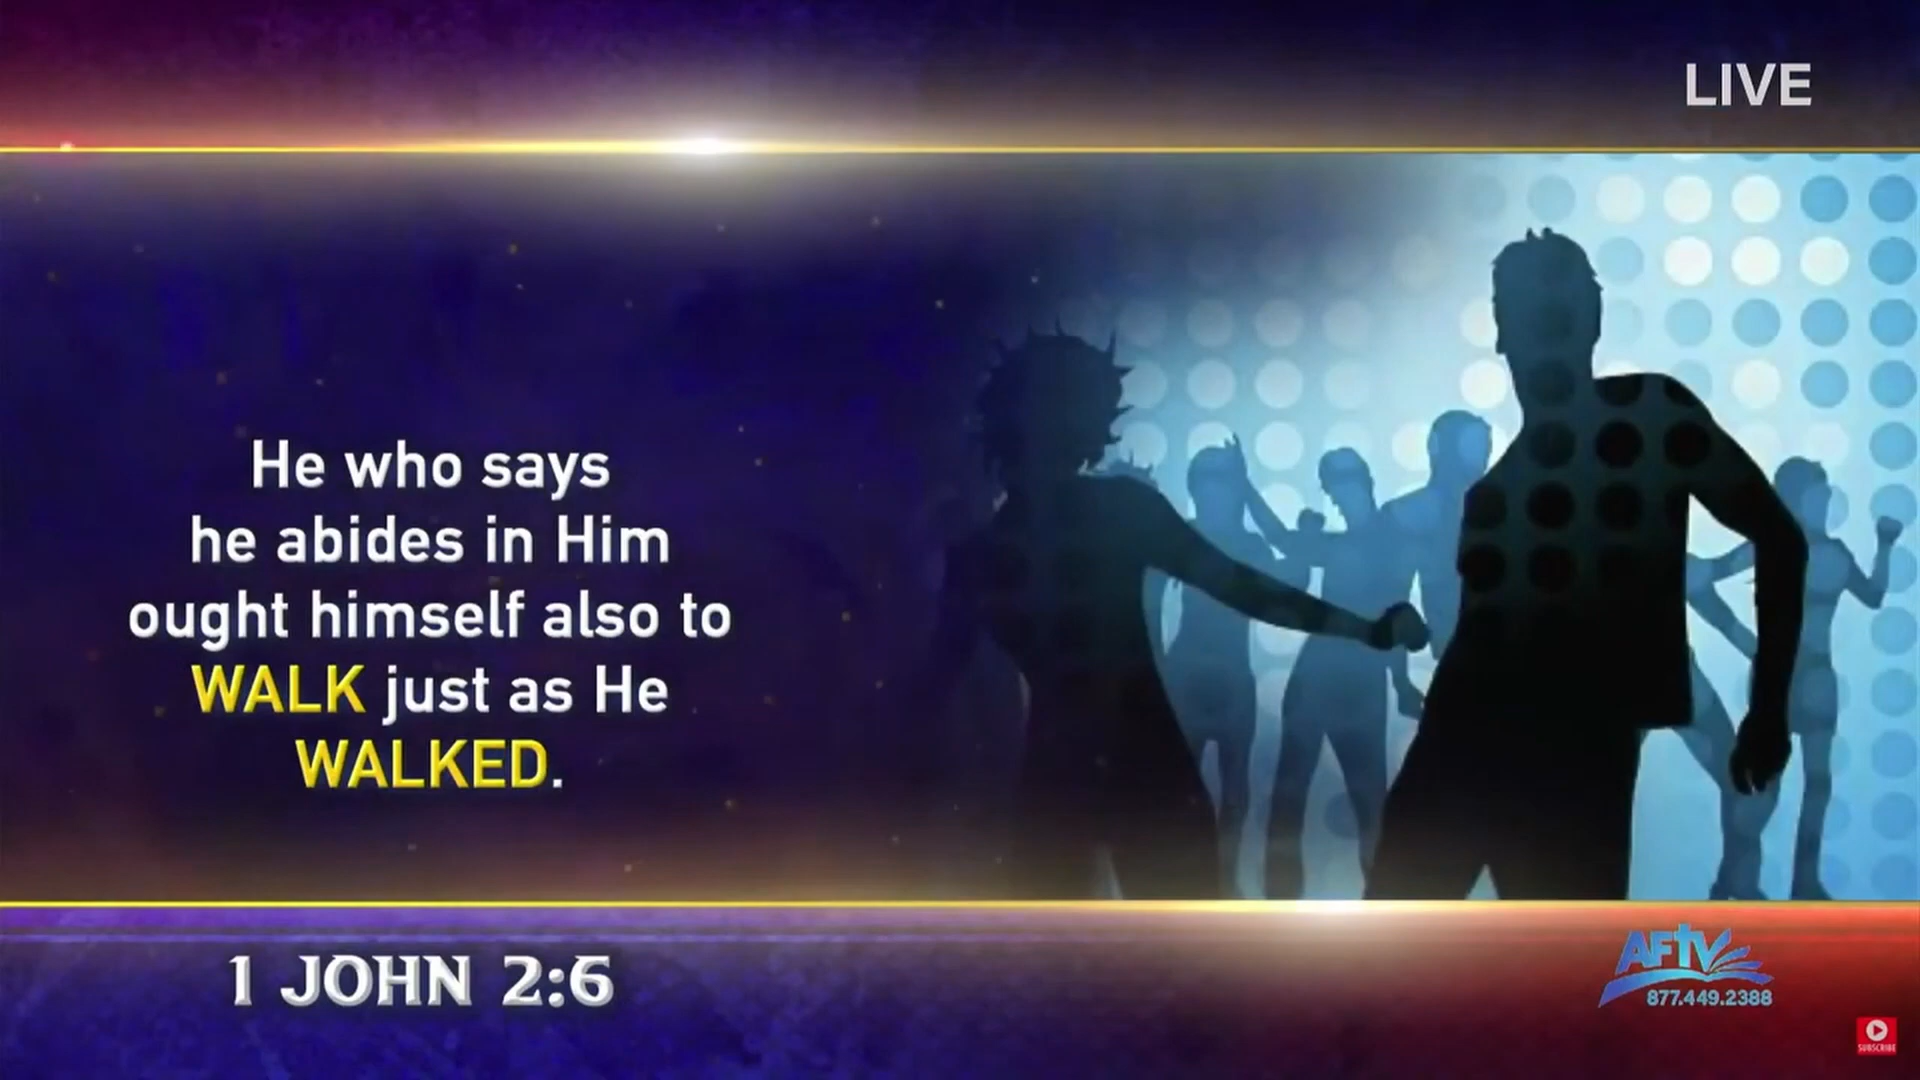 LIVE
He who says
he abides in Him
ought himself also to
WALK just as He
WALKED.
1 JOHN 2:6
AFTV
877.449.2388
SUBSCRIBE